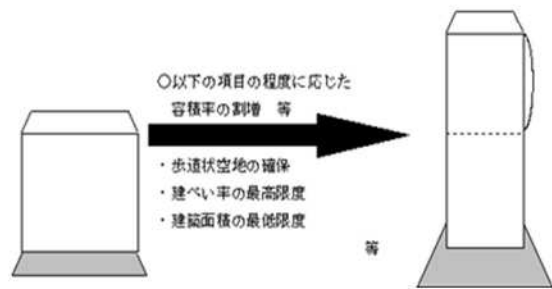 ○以下の項目の程度に応じた
容積率の割増　等
・歩道状空地の確保
・建ぺい率の最高限度
・建築面積の最低限度
等